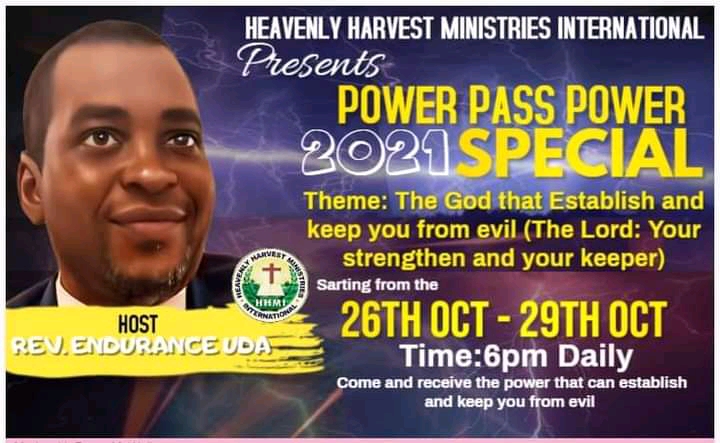 HEAVENLY HARVEST MINISTRIES INTERNATIONAL
Presents
POWER PASS POWER
2021 SPECIAL
Theme: The God that Establish and
keep you from evil (The Lord: Your
strengthen and your keeper)
HEAVENLY HARVEST MINISTRIES
HHMI
INTERNATIONAL
Sarting from the
26TH OCT - 29TH OCT
HOST
REV. ENDURANCE UDA
Time:6pm Daily
Come and receive the power that can establish
and keep you from evil